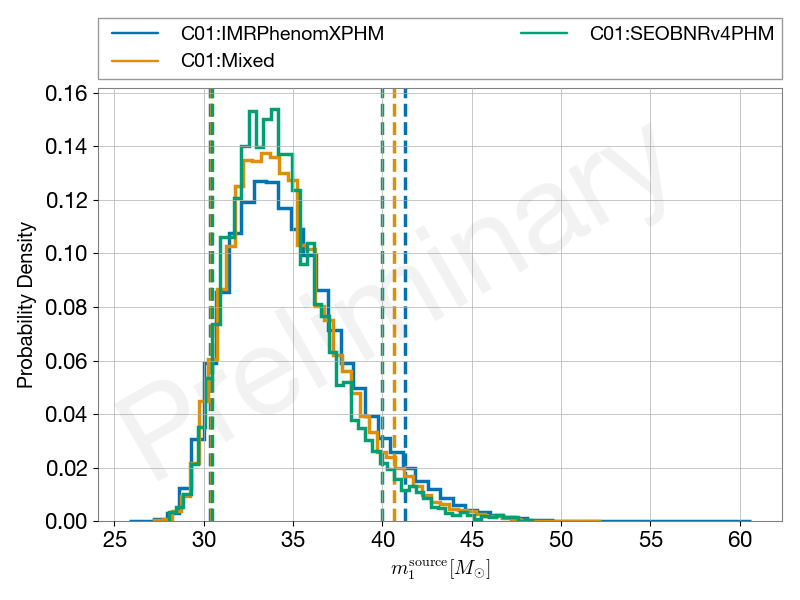 C01:IMRPhenomXPHM
C01:Mixed
C01:SEOBNRv4PHM
0.16
0.14
0.12
0.10
0.08
0.06
0.04
0.02
0.00
Probability Density
Preliminary
25 30 35 40 45 50 55 60
m₁^source [M⊙]